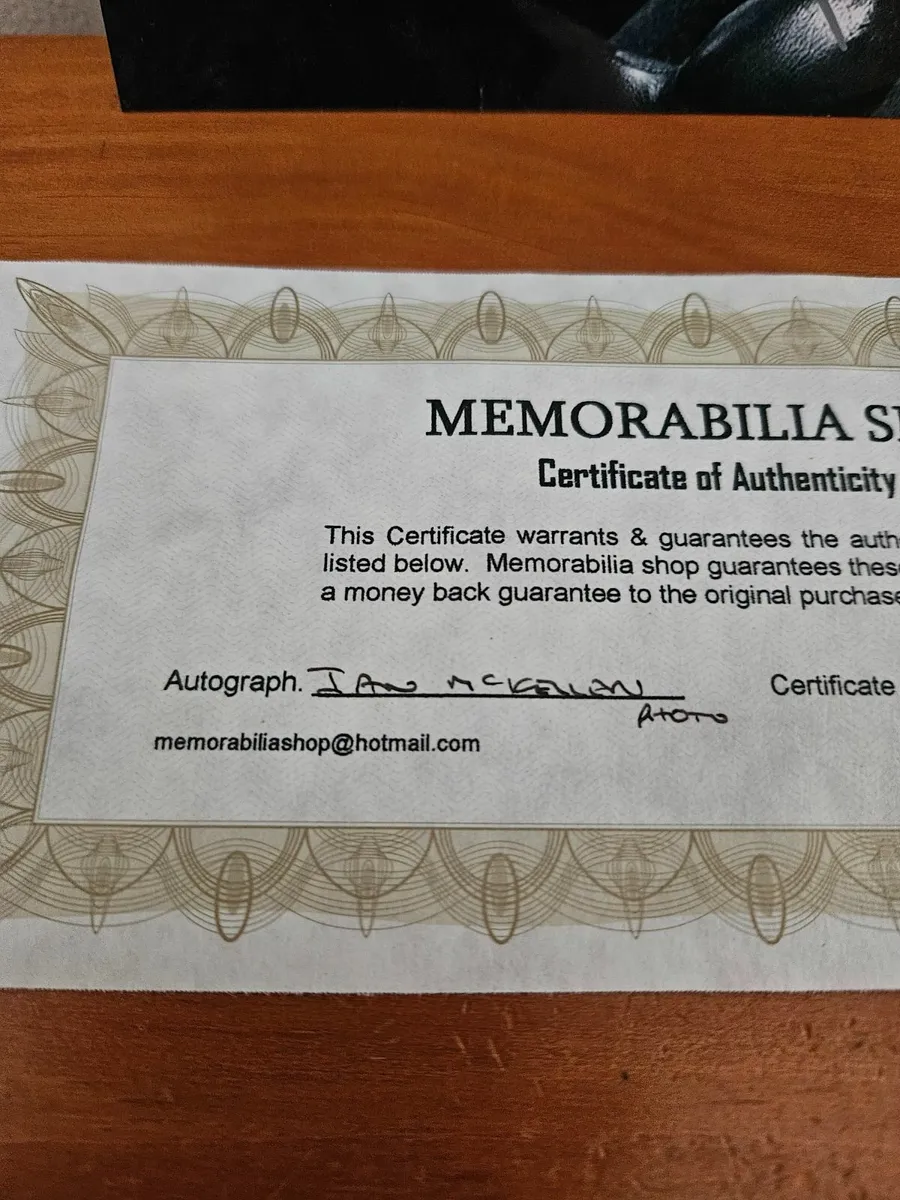 MEMORABILIA S
Certificate of Authenticity
This Certificate warrants & guarantees the auth
listed below. Memorabilia shop guarantees thes
a money back guarantee to the original purchase
Autograph. IAN MCKELLAN Certificate
PHOTO
memorabiliashop@hotmail.com